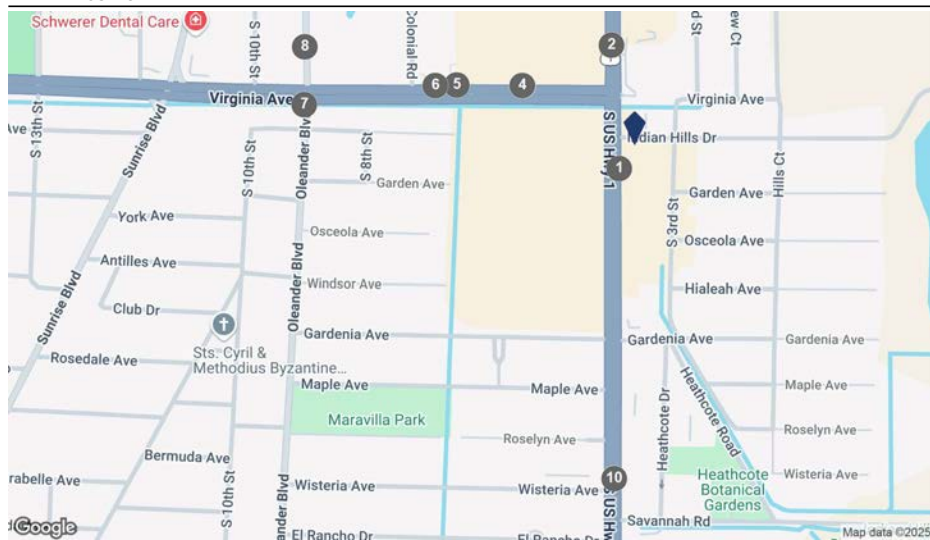 Schwerer Dental Care
S 10th St
8
Colonial Rd
2
ew Ct
S 13th St
Virginia Ave
7
6
5
4
Virginia Ave
Ave
Sunrise Blvd
S 10th St
Oleander Blv
S 8th St
S US Hwy 1
1
Indian Hills Dr
Hills Ct
Garden Ave
Garden Ave
York Ave
S 3rd St
Osceola Ave
Osceola Ave
Antilles Ave
Windsor Ave
Hialeah Ave
Club Dr
Oleander Blvd
Sunrise Blvd
Gardenia Ave
Gardenia Ave
Gardenia Ave
Rosedale Ave
Sts. Cyril &
Methodius Byzantine...
Maple Ave
Maple Ave
Maple Ave
Heathcote Dr
Heathcote Road
Maravilla Park
Roselyn Ave
Roselyn Ave
Bermuda Ave
10
Heathcote
Botanical
Gardens
Wisteria Ave
rabelle Ave
S 10th St
eander Blvd
Wisteria Ave
Wisteria Ave
S US Hw
Savannah Rd
El Rancho Dr
El Rancho Dr
Google
Map data ©2025